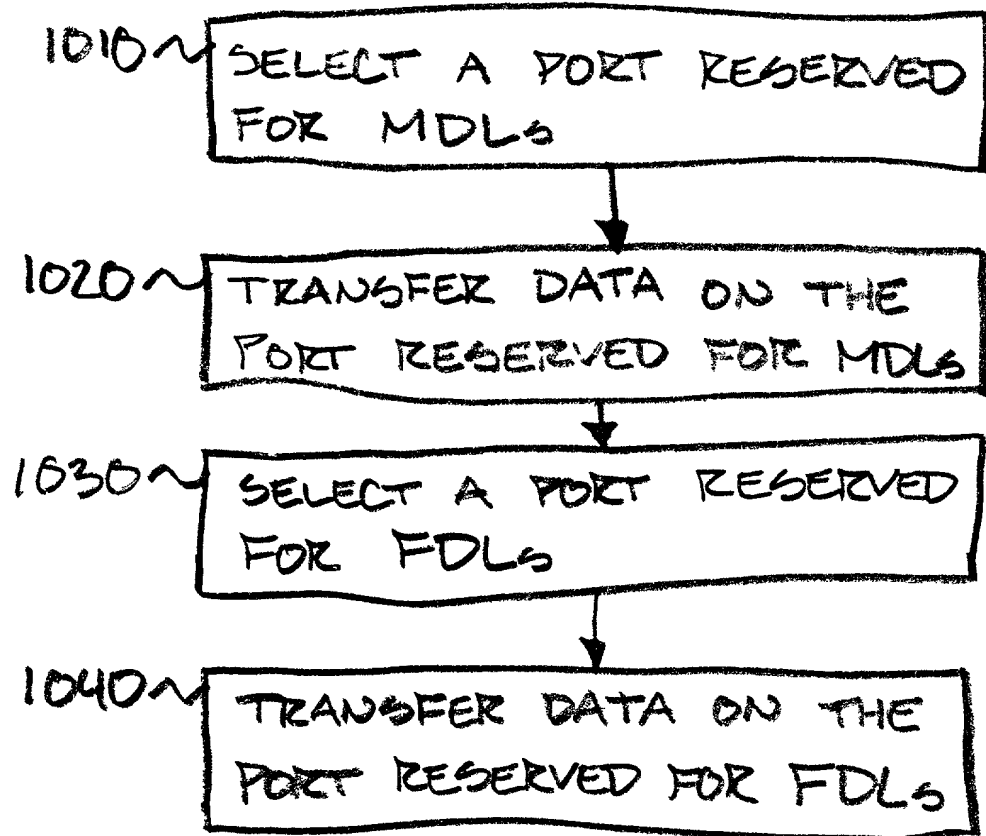 1010 SELECT A PORT RESERVED
FOR MDLs
1020 TRANSFER DATA ON THE
PORT RESERVED FOR MDLs
1030 SELECT A PORT RESERVED
FOR FDLs
1040 TRANSFER DATA ON THE
PORT RESERVED FOR FDLs